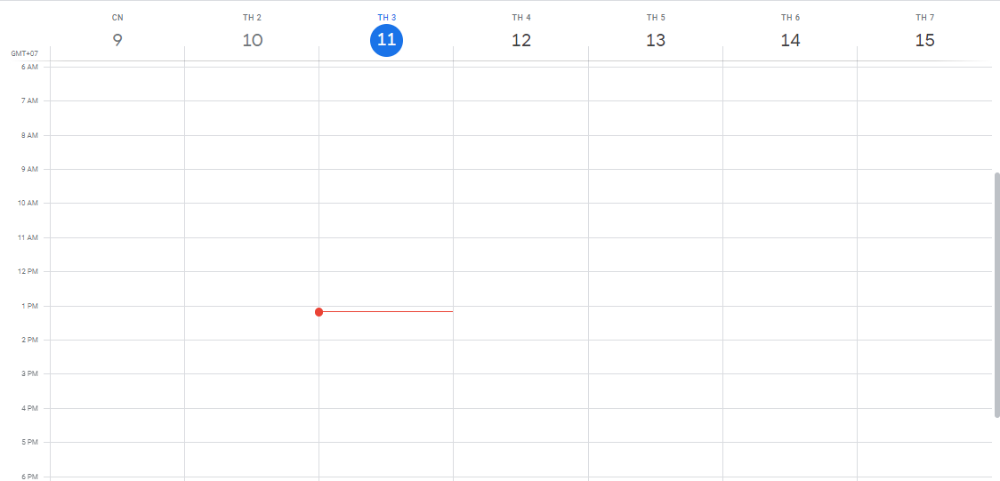 CN TH 2 TH 3 TH 4 TH 5 TH 6 TH 7
9 10 11 12 13 14 15
GMT+07
6 AM
7 AM
8 AM
9 AM
10 AM
11 AM
12 PM
1 PM
2 PM
3 PM
4 PM
5 PM
6 PM